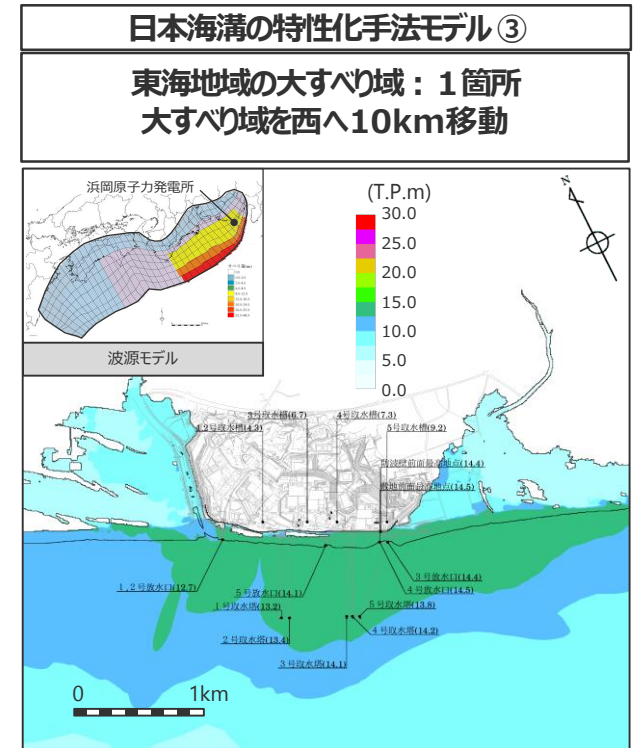 日本海溝の特性化手法モデル③
東海地域の大すべり域：１箇所
大すべり域を西へ10km移動
浜岡原子力発電所
波源モデル
(T.P.m)
30.0
25.0
20.0
15.0
10.0
5.0
0.0
N
3号取水槽(6.7)
4号取水槽(7.3)
1,2号取水槽(4.3)
5号取水槽(9.2)
防波壁前面最高地点(14.4)
敷地前面最高地点(14.5)
1,2号放水口(12.7)
5号放水口(14.1)
3号放水口(14.4)
4号放水口(14.5)
1号取水塔(13.2)
5号取水塔(13.8)
2号取水塔(13.4)
4号取水塔(14.2)
3号取水塔(14.1)
0 1km